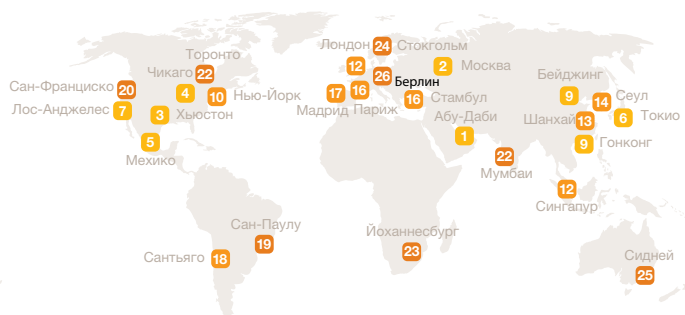 Лондон 24 Стокгольм
Торонто
Чикаго 22
12 2 Москва
Сан-Франциско 20
4
26 Берлин
Бейджинг
Лос-Анджелес 7
10 Нью-Йорк
17 16 16 Стамбул
9 14 Сеул
3 Хьюстон
Мадрид Париж
Абу-Даби
Шанхай 13 6 Токио
5
1
9 Гонконг
Мехико
22
Мумбаи
12
Сингапур
Сан-Паулу
19
Йоханнесбург
23
Сантьяго 18
Сидней
25